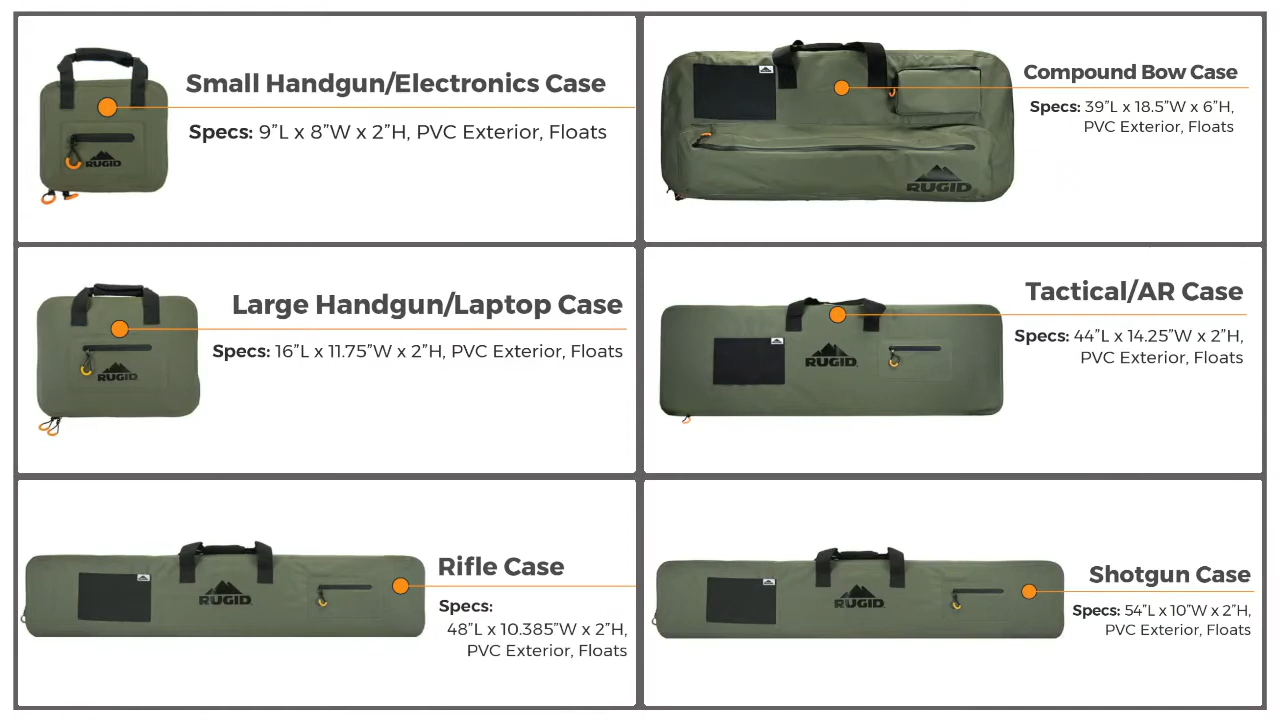 Small Handgun/Electronics Case
Specs: 9”L x 8”W x 2”H, PVC Exterior, Floats
RUGID
Compound Bow Case
Specs: 39”L x 18.5”W x 6”H,
PVC Exterior, Floats
RUGID
Large Handgun/Laptop Case
Specs: 16”L x 11.75”W x 2”H, PVC Exterior, Floats
RUGID
Tactical/AR Case
Specs: 44”L x 14.25”W x 2”H,
PVC Exterior, Floats
RUGID
Rifle Case
Specs:
48”L x 10.385”W x 2”H,
PVC Exterior, Floats
RUGID
Shotgun Case
Specs: 54”L x 10”W x 2”H,
PVC Exterior, Floats
RUGID